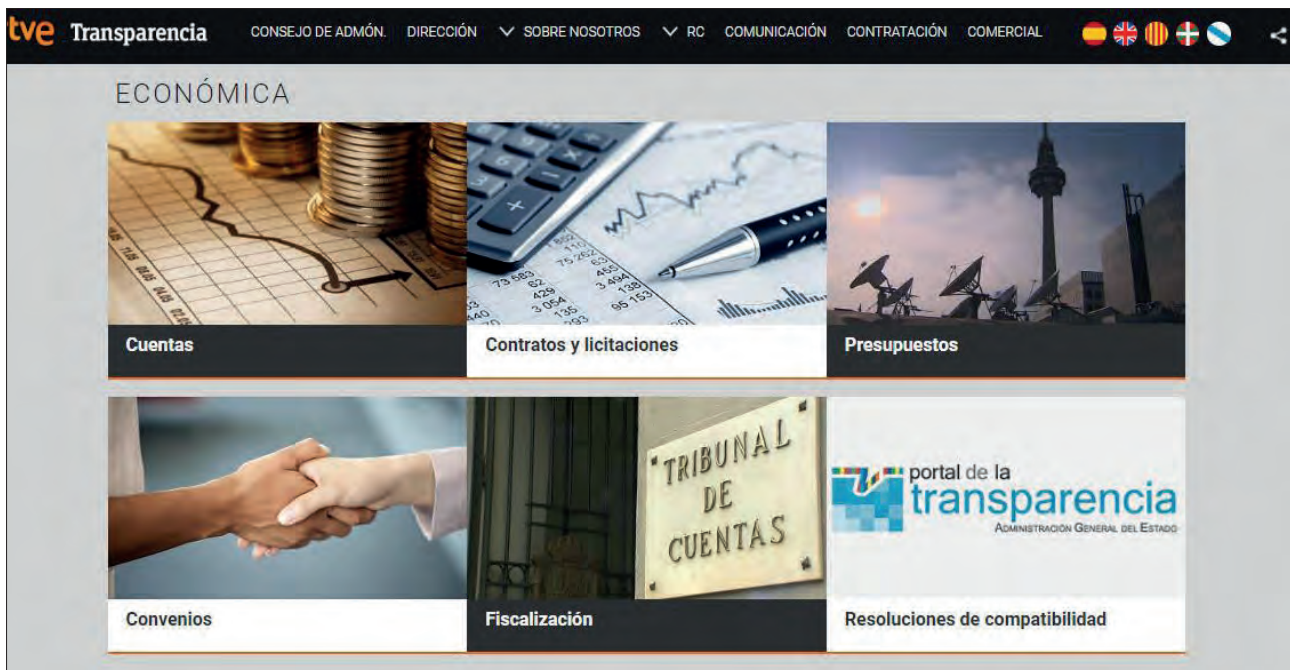 tve Transparencia CONSEJO DE ADMÓN. DIRECCIÓN SOBRE NOSOTROS RC COMUNICACIÓN CONTRATACIÓN COMERCIAL
ECONÓMICA
Cuentas
Contratos y licitaciones
Presupuestos
TRIBUNAL
DE
CUENTAS
portal de la
transparencia
ADMINISTRACIÓN GENERAL DEL ESTADO
Convenios
Fiscalización
Resoluciones de compatibilidad